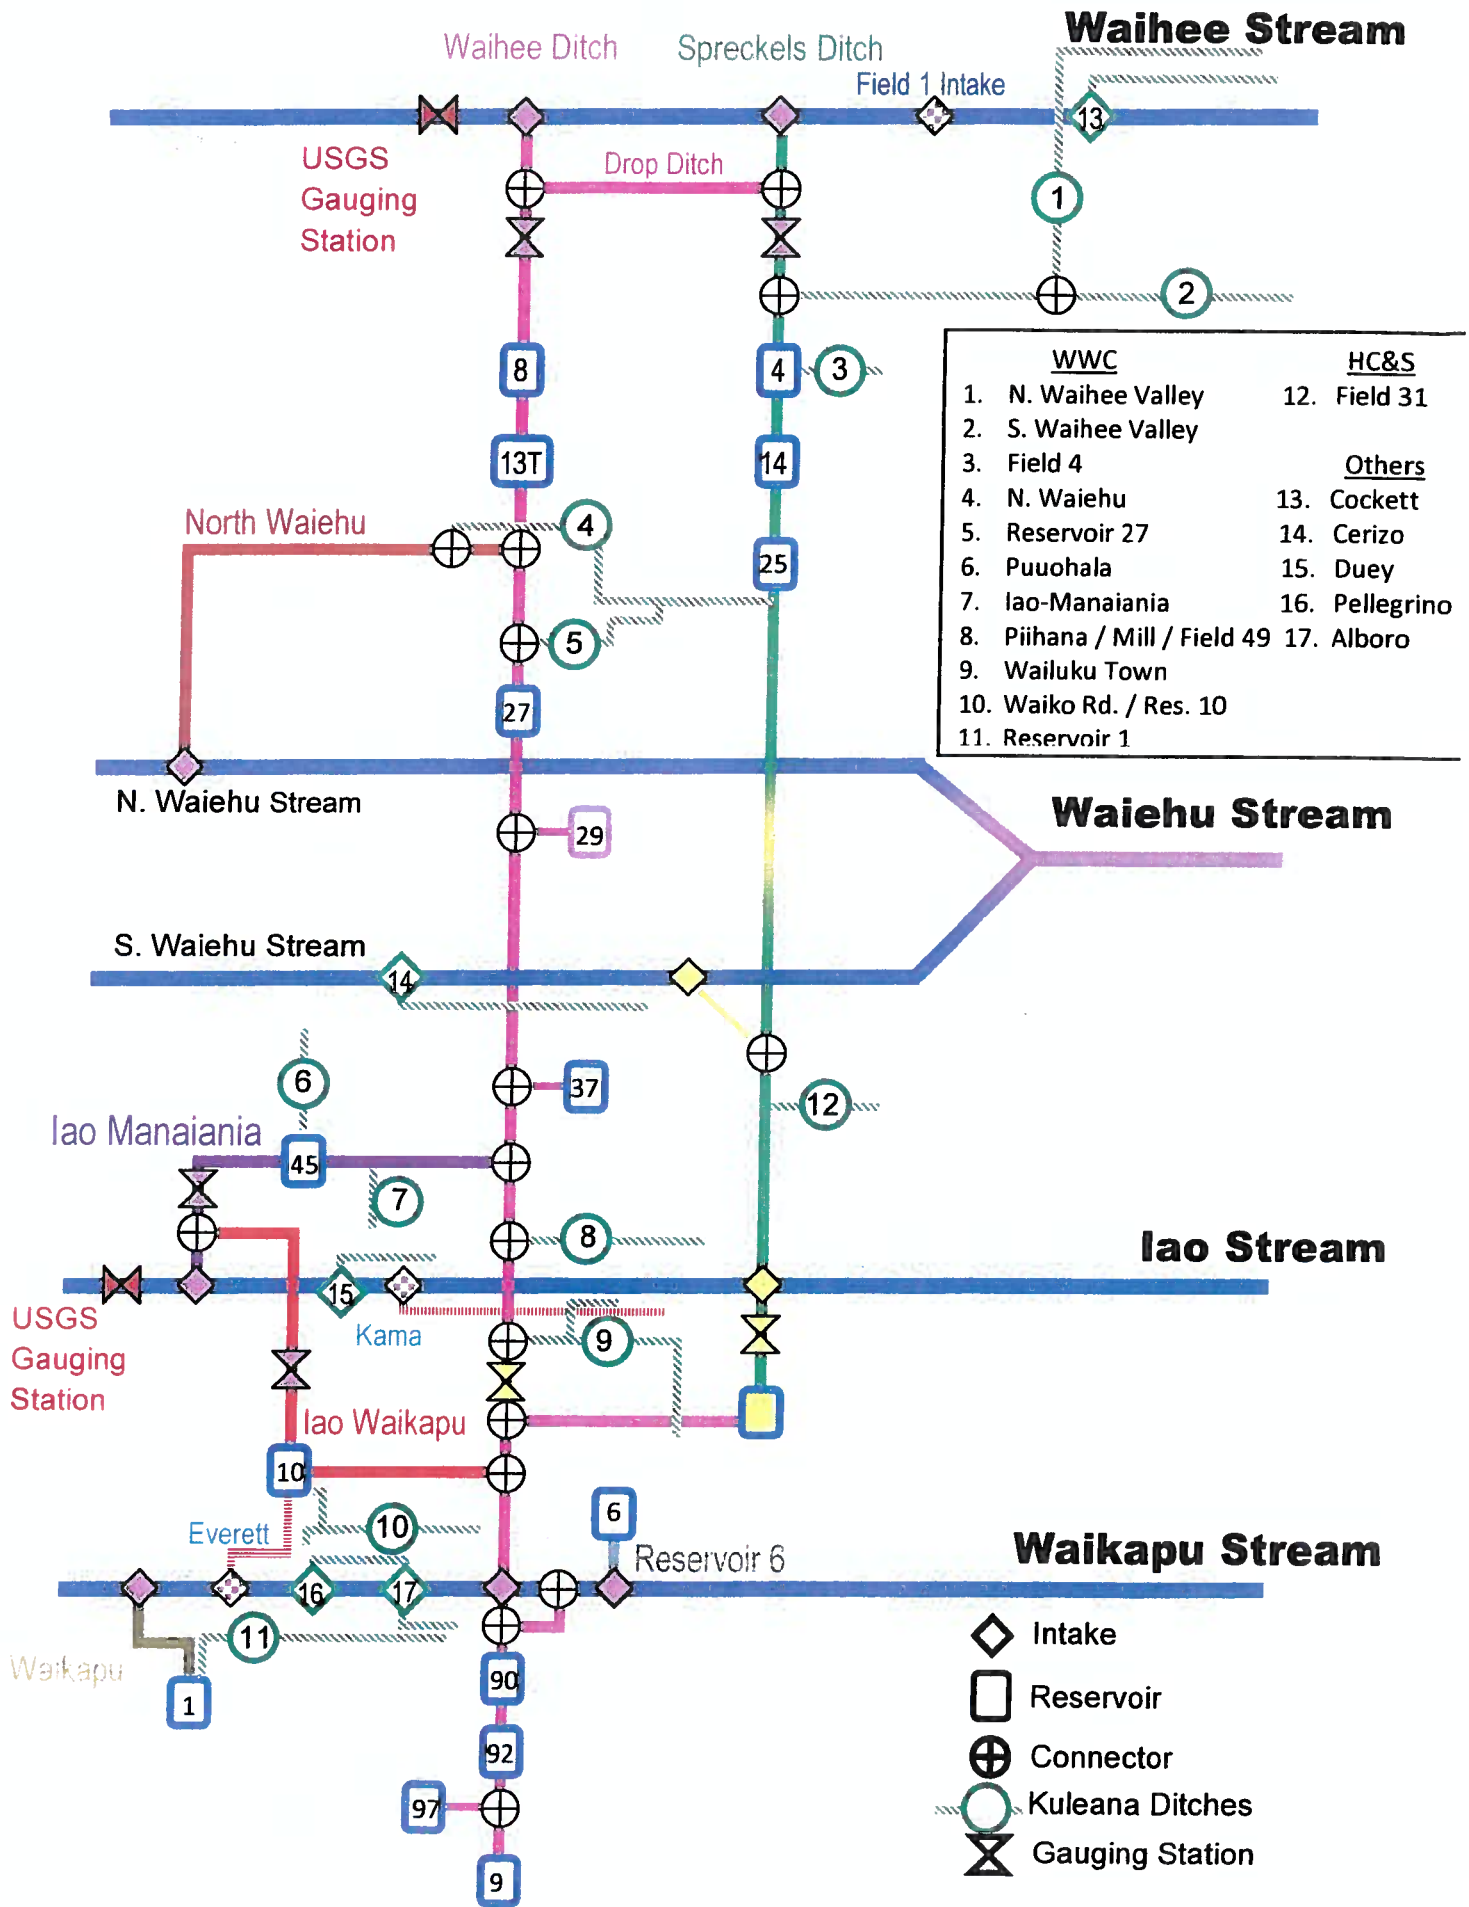 Waihee Stream
Waihee Ditch
Spreckels Ditch
Field 1 Intake
13
USGS
Gauging
Station
Drop Ditch
1
2
8
4
3
13T
14
North Waiehu
4
25
5
27
WWC
HC&S
1. N. Waihee Valley
12. Field 31
2. S. Waihee Valley
3. Field 4
Others
4. N. Waiehu
13. Cockett
5. Reservoir 27
14. Cerizo
6. Puuohala
15. Duey
7. Iao-Manaiania
16. Pellegrino
8. Piihana / Mill / Field 49
17. Alboro
9. Wailuku Town
10. Waiko Rd. / Res. 10
11. Reservoir 1
N. Waiehu Stream
Waiehu Stream
29
S. Waiehu Stream
14
6
37
12
Iao Manaiania
45
7
8
Iao Stream
15
USGS
Gauging
Station
Kama
9
Iao Waikapu
10
6
Everett
10
Reservoir 6
Waikapu Stream
16
17
11
Waikapu
1
90
92
97
9
Intake
Reservoir
Connector
Kuleana Ditches
Gauging Station